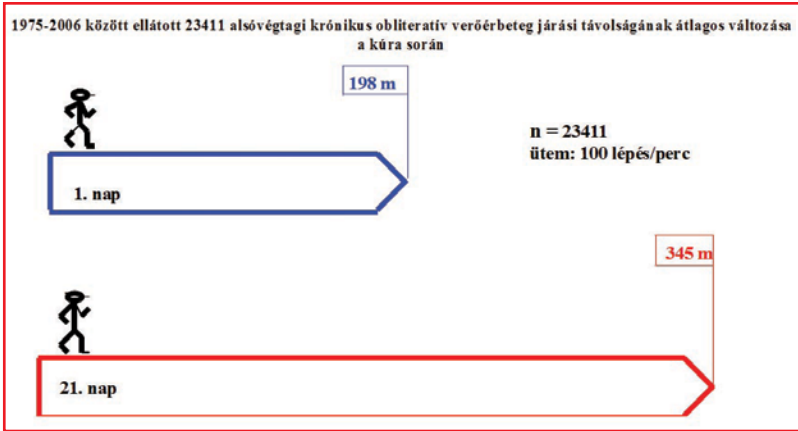 1975-2006 között ellátott 23411 alsóvégtagi krónikus obliteratív verőérbeteg járási távolságának átlagos változása
a kúra során
198 m
n = 23411
ütem: 100 lépés/perc
1. nap
345 m
21. nap